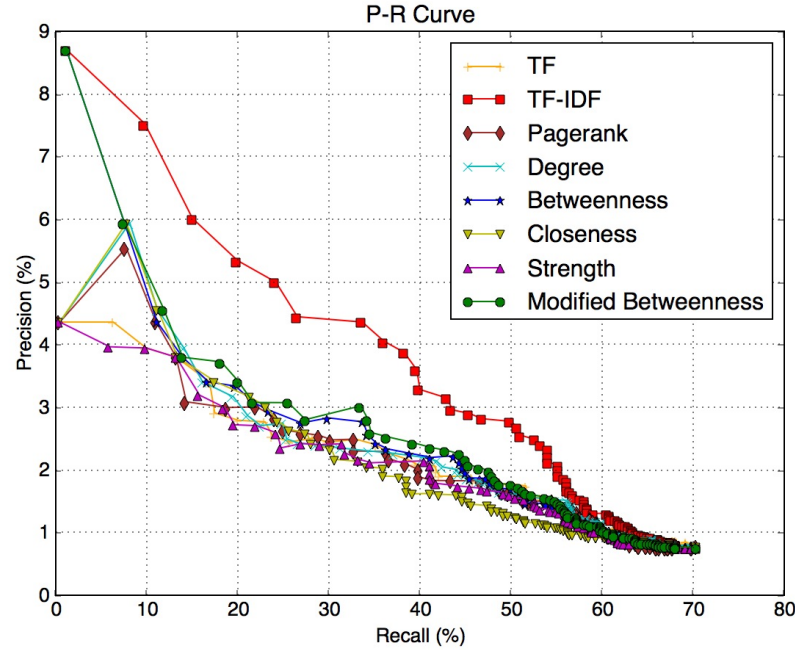 P-R Curve
9
8
7
6
5
4
3
2
1
0
Precision (%)
TF
TF-IDF
Pagerank
Degree
Betweenness
Closeness
Strength
Modified Betweenness
0 10 20 30 40 50 60 70 80
Recall (%)